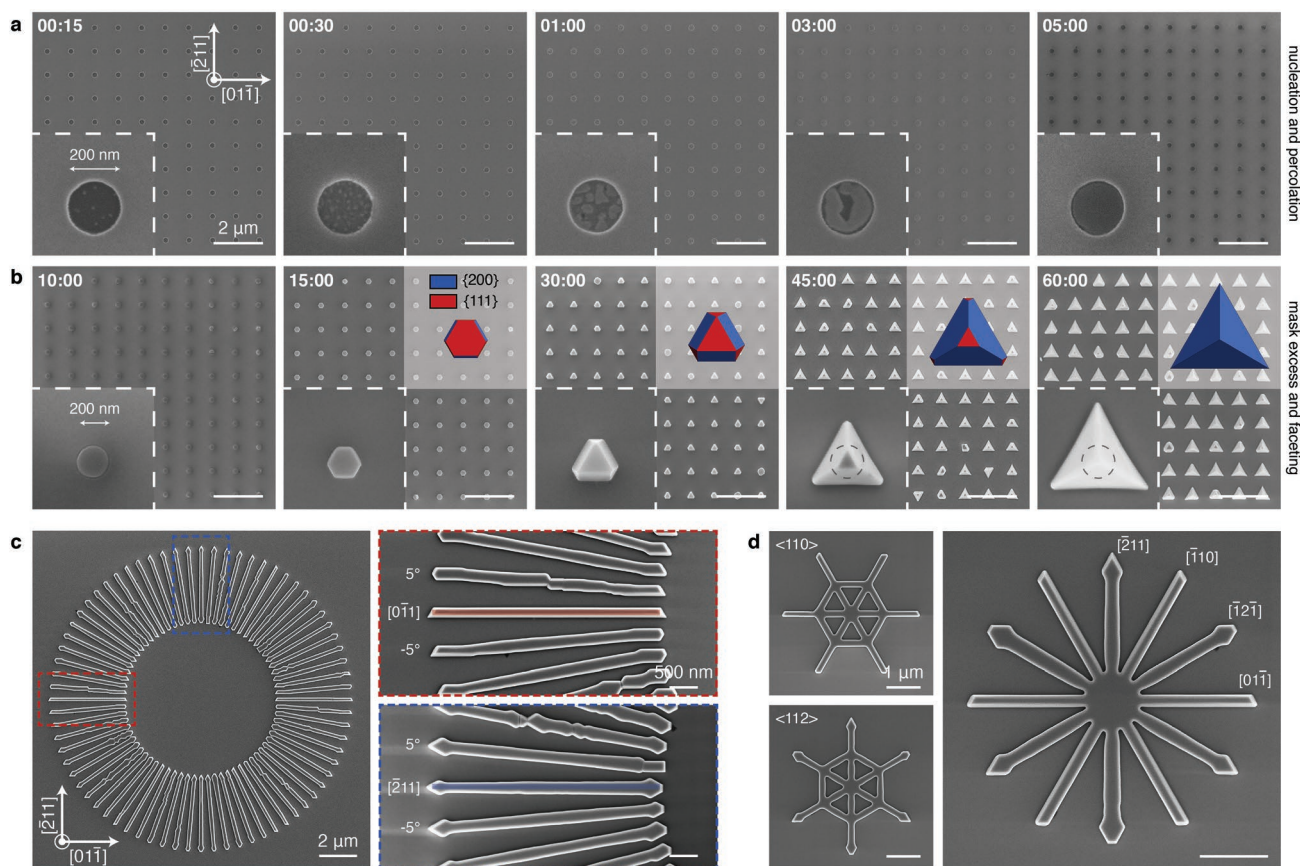 a
00:15
[2̅11]
[011̅]
200 nm
2 μm
00:30
01:00
03:00
05:00
nucleation and percolation
b
10:00
200 nm
15:00
{200}
{111}
30:00
45:00
60:00
mask excess and faceting
c
[2̅11]
[011̅]
2 μm
5°
[01̅1]
-5°
500 nm
5°
[2̅11]
-5°
d
<110>
1 μm
<112>
[2̅11]
[1̅10]
[1̅21̅]
[011̅]